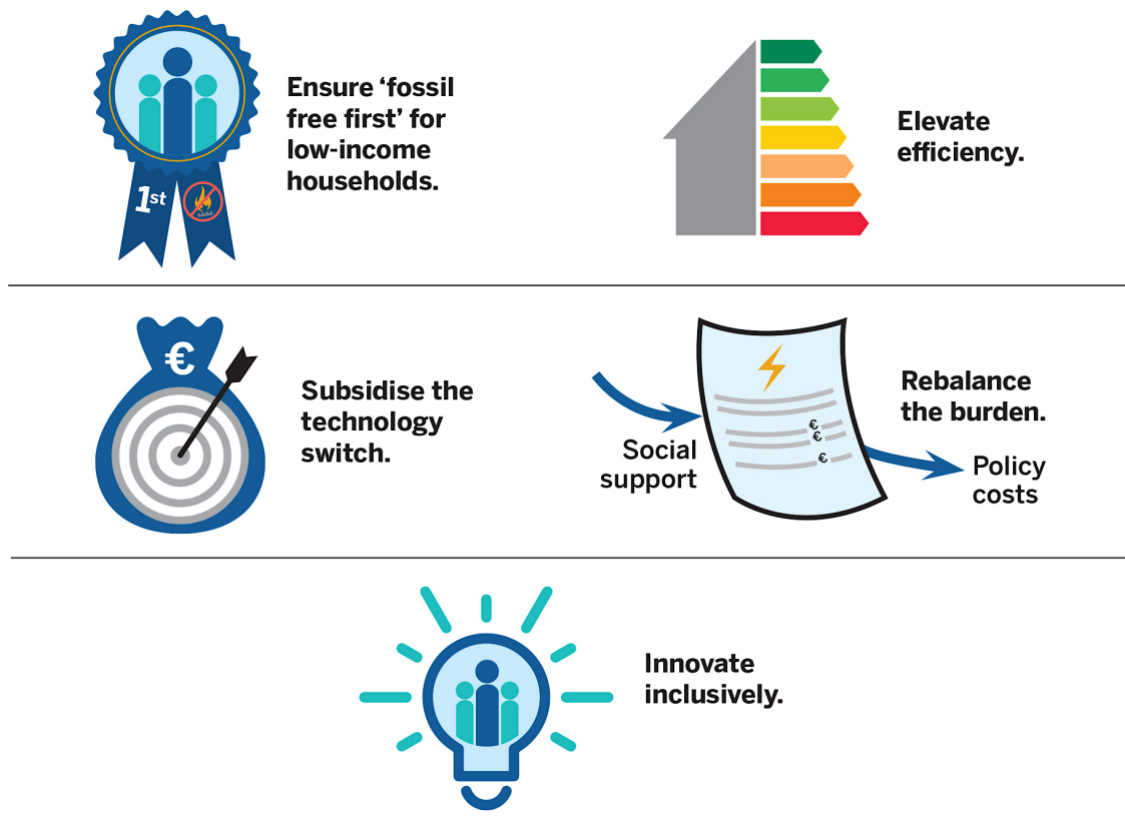 Ensure ‘fossil
free first’ for
low-income
households.
1st
Elevate
efficiency.
€
Subsidise the
technology
switch.
Rebalance
the burden.
Social
support
€
€
€
Policy
costs
Innovate
inclusively.